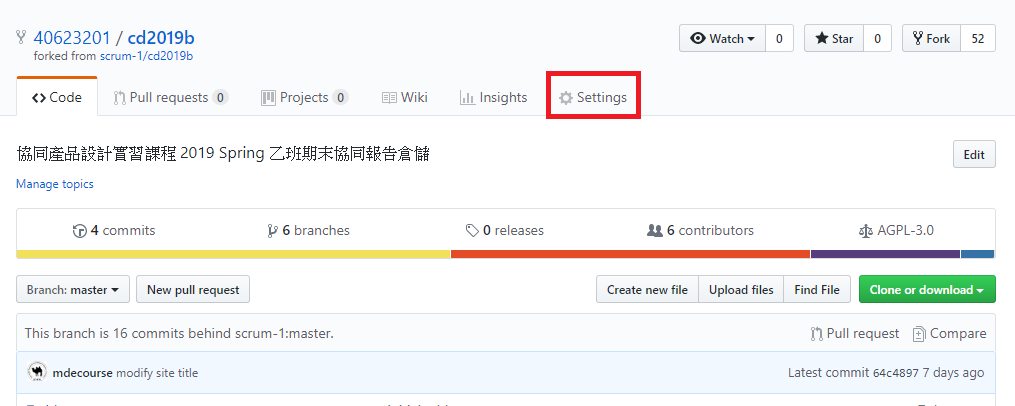 40623201 / cd2019b
forked from scrum-1/cd2019b
Watch 0 Star 0 Fork 52
Code Pull requests 0 Projects 0 Wiki Insights Settings
協同產品設計實習課程 2019 Spring 乙班期末協同報告倉儲
Edit
Manage topics
4 commits 6 branches 0 releases 6 contributors AGPL-3.0
Branch: master New pull request Create new file Upload files Find File Clone or download
This branch is 16 commits behind scrum-1:master. Pull request Compare
mdecourse modify site title Latest commit 64c4897 7 days ago